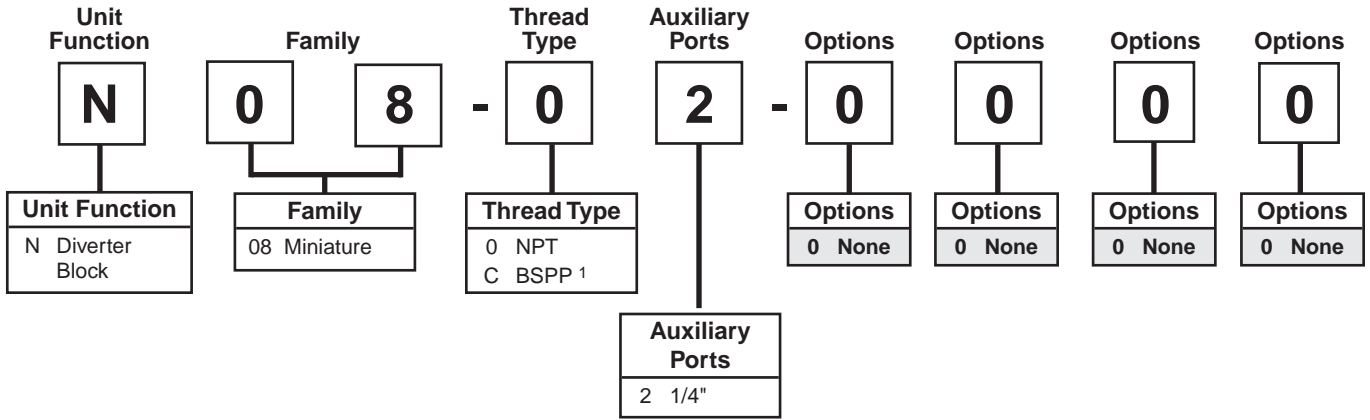 Unit Function
Family
Thread Type
Auxiliary Ports
Options
Options
Options
Options
N 0 8 - 0 2 - 0 0 0 0
Unit Function
N Diverter
Block
Family
08 Miniature
Thread Type
0 NPT
C BSPP 1
Options
0 None
Options
0 None
Options
0 None
Options
0 None
Auxiliary
Ports
2 1/4"